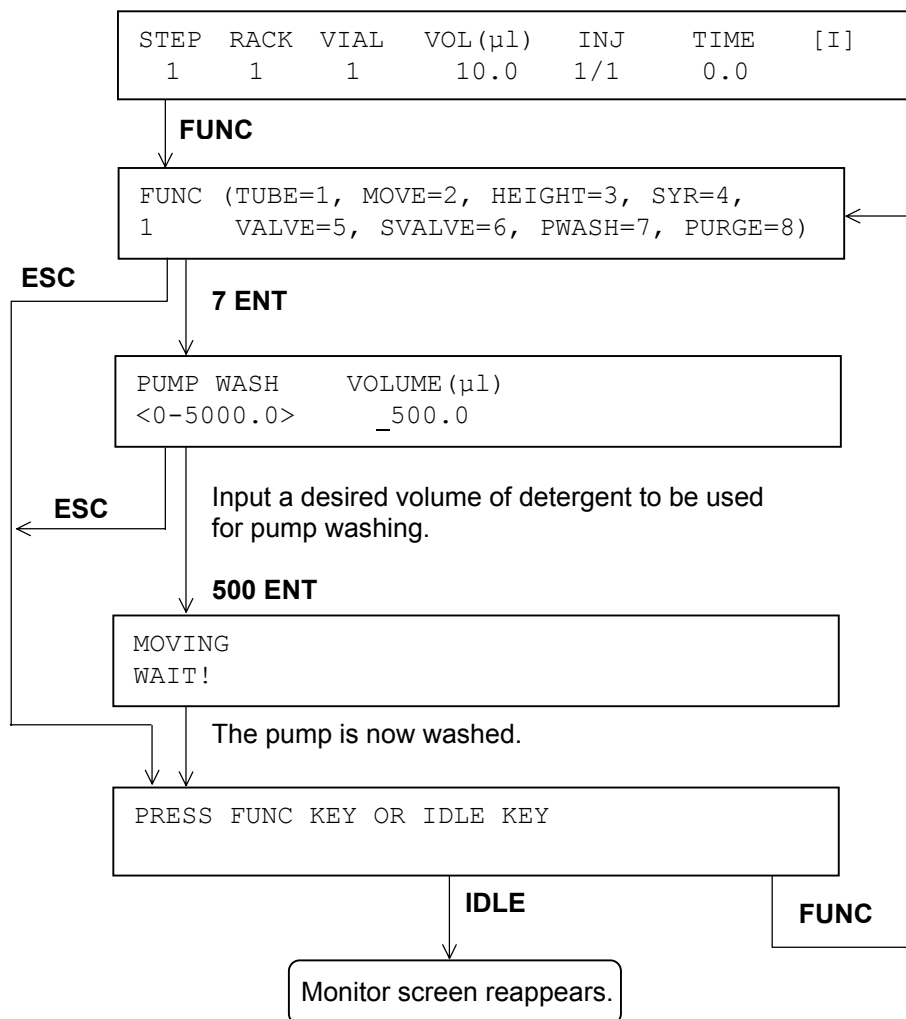 STEP RACK VIAL VOL(µl) INJ TIME [I]
1 1 1 10.0 1/1 0.0
FUNC
FUNC (TUBE=1, MOVE=2, HEIGHT=3, SYR=4,
1 VALVE=5, SVALVE=6, PWASH=7, PURGE=8)
ESC
7 ENT
PUMP WASH VOLUME(µl)
<0-5000.0> _500.0
ESC
Input a desired volume of detergent to be used
for pump washing.
500 ENT
MOVING
WAIT!
The pump is now washed.
PRESS FUNC KEY OR IDLE KEY
IDLE
FUNC
Monitor screen reappears.